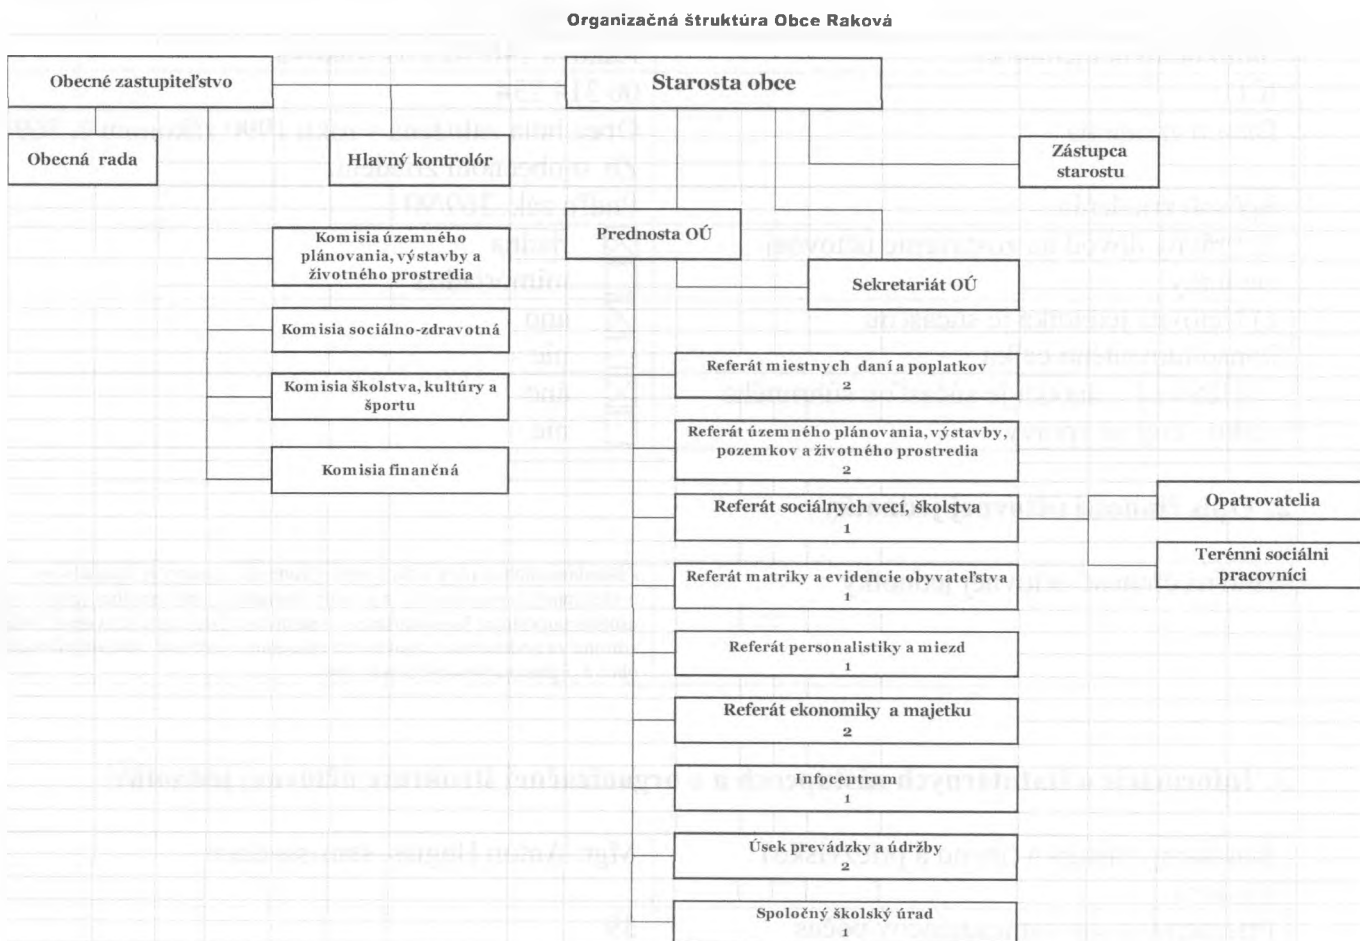 Organizačná štruktúra Obce Raková
Obecné zastupiteľstvo
Starosta obce
Obecná rada
Hlavný kontrolór
Zástupca
starostu
Prednosta OÚ
Sekretariát OÚ
Komisia územného
plánovania, výstavby a
životného prostredia
Komisia sociálno-zdravotná
Komisia školstva, kultúry a
športu
Komisia finančná
Referát miestnych daní a poplatkov
2
Referát územného plánovania, výstavby,
pozemkov a životného prostredia
2
Referát sociálnych vecí, školstva
1
Opatrovatelia
Terénni sociálni
pracovníci
Referát matriky a evidencie obyvateľstva
1
Referát personalistiky a miezd
1
Referát ekonomiky a majetku
2
Infocentrum
1
Úsek prevádzky a údržby
2
Spoločný školský úrad
1